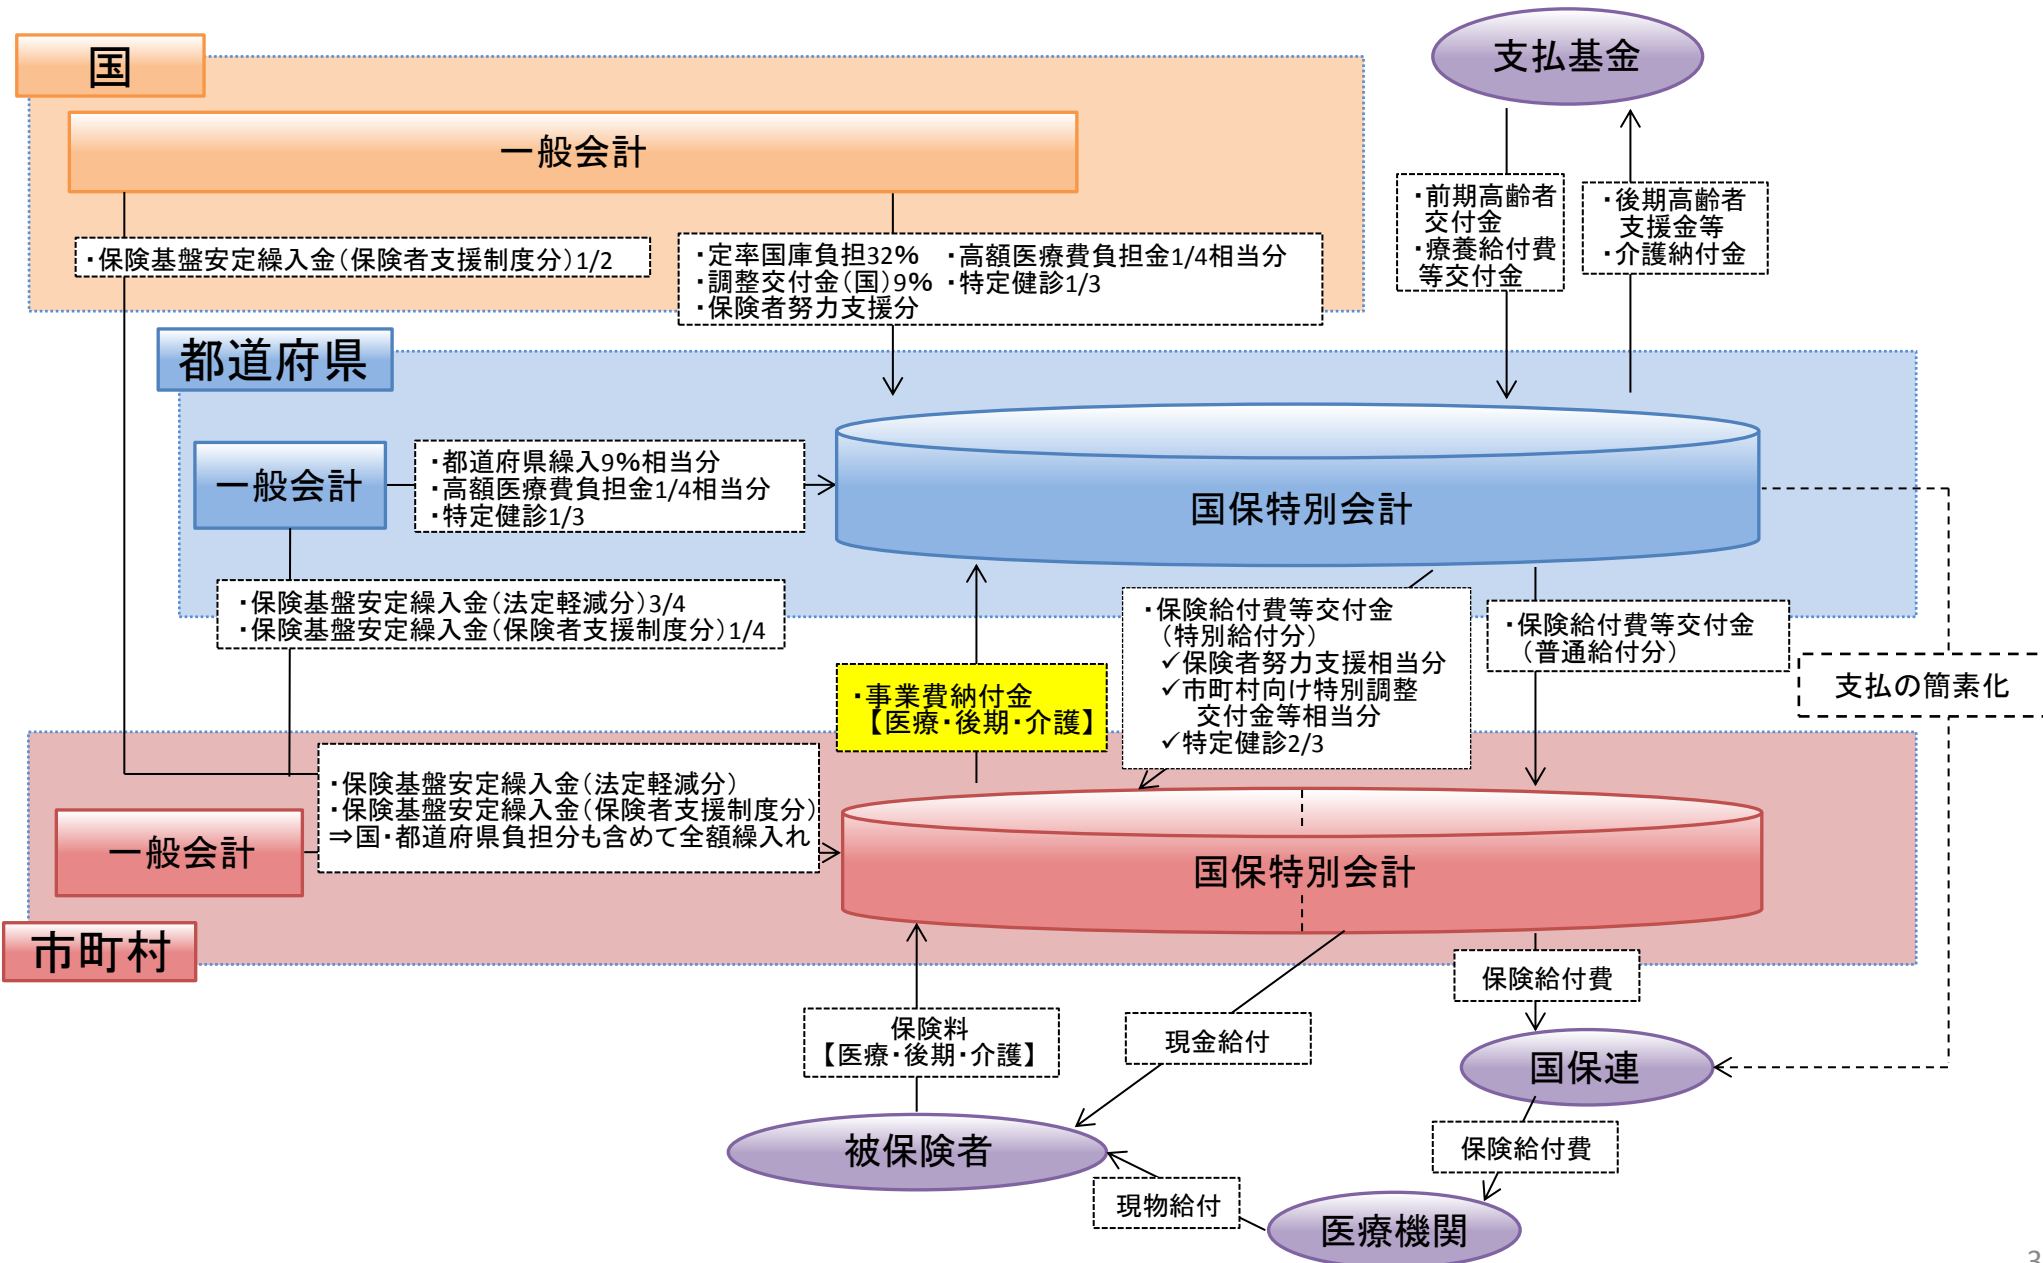 国
支払基金
一般会計
・前期高齢者
交付金
・療養給付費
等交付金
・後期高齢者
支援金等
・介護納付金
・保険基盤安定繰入金(保険者支援制度分)1/2
・定率国庫負担32%
・調整交付金(国)9%
・保険者努力支援分
・高額医療費負担金1/4相当分
・特定健診1/3
都道府県
一般会計
・都道府県繰入9%相当分
・高額医療費負担金1/4相当分
・特定健診1/3
国保特別会計
・保険基盤安定繰入金(法定軽減分)3/4
・保険基盤安定繰入金(保険者支援制度分)1/4
・事業費納付金
【医療・後期・介護】
・保険給付費等交付金
(特別給付分)
✓保険者努力支援相当分
✓市町村向け特別調整
交付金等相当分
✓特定健診2/3
・保険給付費等交付金
(普通給付分)
支払の簡素化
・保険基盤安定繰入金(法定軽減分)
・保険基盤安定繰入金(保険者支援制度分)
⇒国・都道府県負担分も含めて全額繰入れ
一般会計
国保特別会計
市町村
保険給付費
保険料
【医療・後期・介護】
現金給付
国保連
被保険者
保険給付費
現物給付
医療機関
3